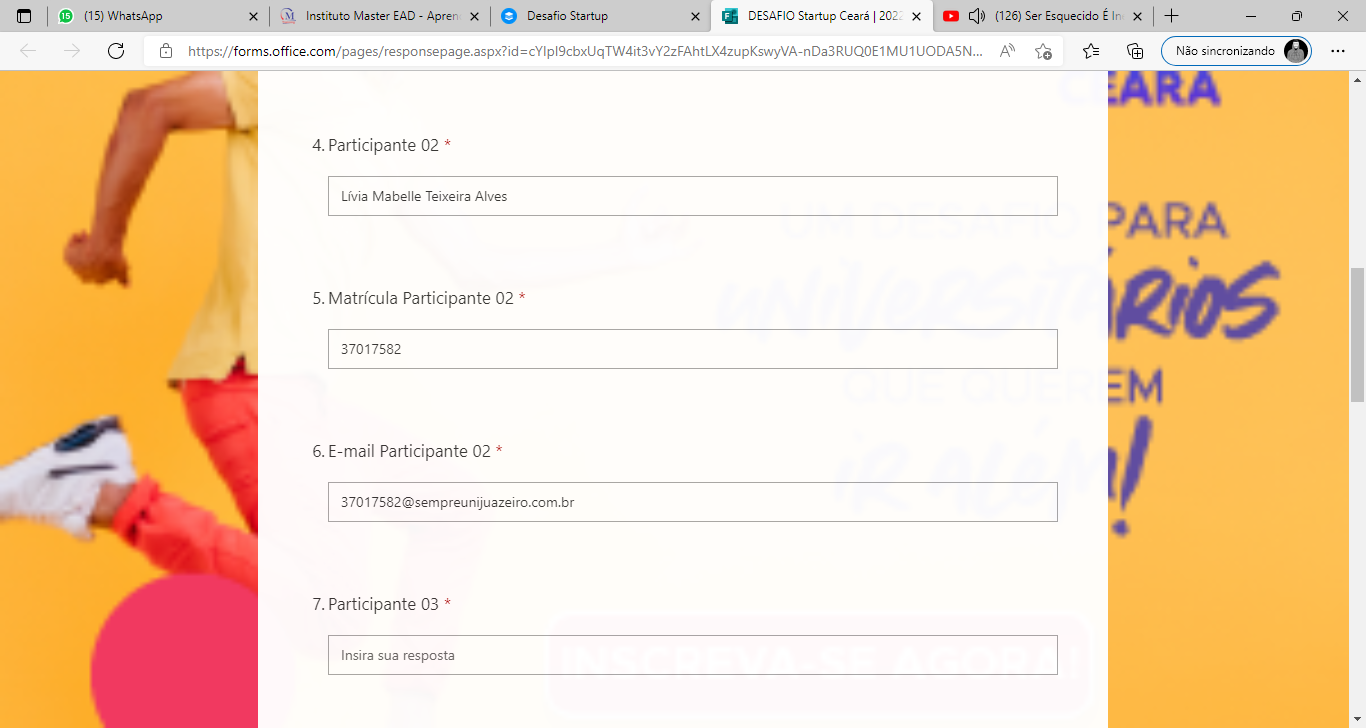 (15) WhatsApp
Instituto Master EAD - Apren
Desafio Startup
DESAFIO Startup Ceará | 2022
(126) Ser Esquecido É In
https://forms.office.com/pages/responsepage.aspx?id=cYlpI9cbxUqTW4it3vY2zFAhtLX4zupKswyVA-nDa3RUQ0E1MU1UODA5N...
Não sincronizando
CEARÁ
4. Participante 02 *
Lívia Mabelle Teixeira Alves
UM DESAFIO PARA
UNIVERSITÁRIOS
QUE QUEREM
IR ALÉM!
5. Matrícula Participante 02 *
37017582
6. E-mail Participante 02 *
37017582@sempreunijuazeiro.com.br
7. Participante 03 *
Insira sua resposta
INSCREVA-SE AGORA!